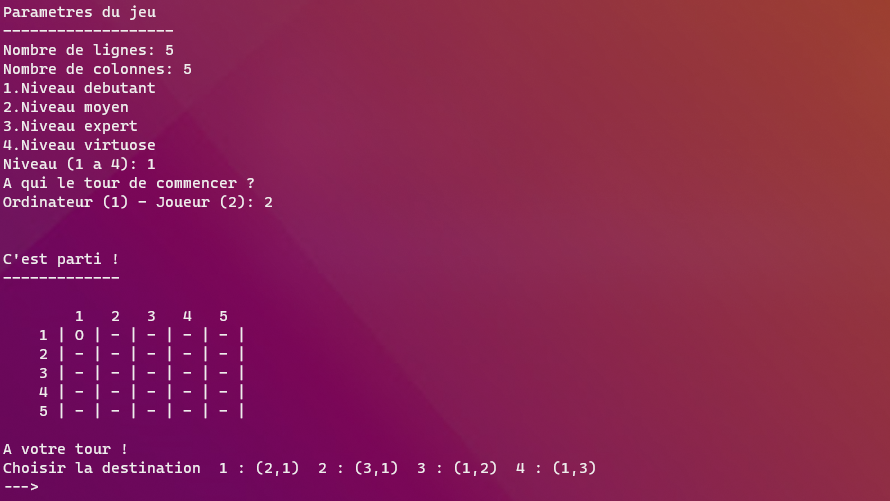 Parametres du jeu
-------------------
Nombre de lignes: 5
Nombre de colonnes: 5
1.Niveau debutant
2.Niveau moyen
3.Niveau expert
4.Niveau virtuose
Niveau (1 a 4): 1
A qui le tour de commencer ?
Ordinateur (1) - Joueur (2): 2
C'est parti !
-------------
        1   2   3   4   5
    1 | O | - | - | - | - |
    2 | - | - | - | - | - |
    3 | - | - | - | - | - |
    4 | - | - | - | - | - |
    5 | - | - | - | - | - |
A votre tour !
Choisir la destination  1 : (2,1)  2 : (3,1)  3 : (1,2)  4 : (1,3)
--->